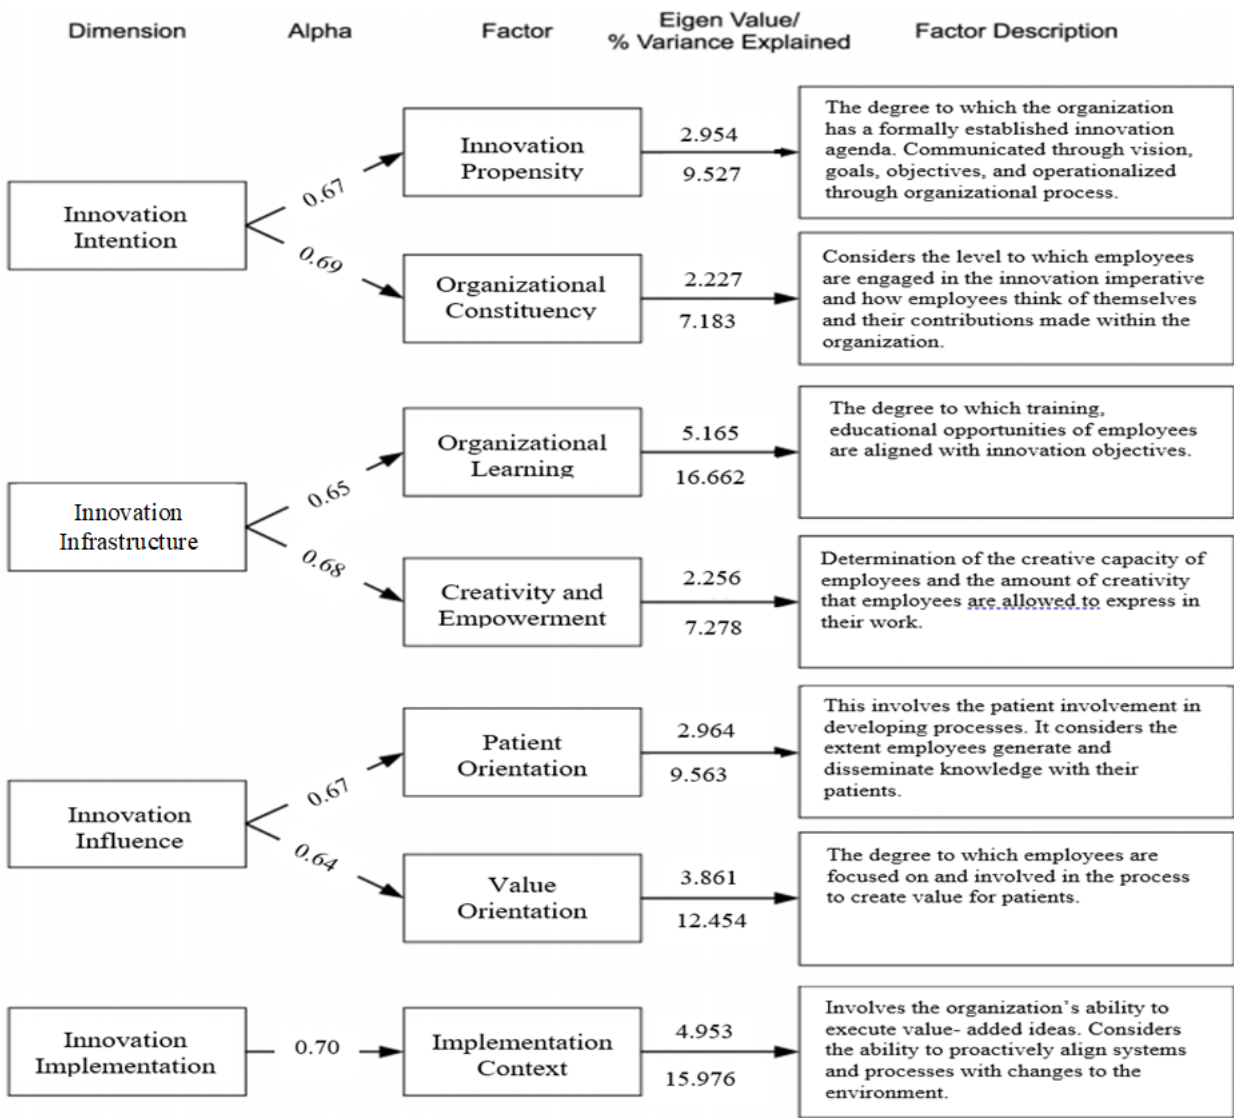 Dimension
Alpha
Factor
Eigen Value/
% Variance Explained
Factor Description
Innovation
Intention
0.67
Innovation
Propensity
2.954
9.527
The degree to which the organization
has a formally established innovation
agenda. Communicated through vision,
goals, objectives, and operationalized
through organizational process.
0.69
Organizational
Constituency
2.227
7.183
Considers the level to which employees
are engaged in the innovation imperative
and how employees think of themselves
and their contributions made within the
organization.
Innovation
Infrastructure
0.65
Organizational
Learning
5.165
16.662
The degree to which training,
educational opportunities of employees
are aligned with innovation objectives.
0.68
Creativity and
Empowerment
2.256
7.278
Determination of the creative capacity of
employees and the amount of creativity
that employees are allowed to express in
their work.
Innovation
Influence
0.67
Patient
Orientation
2.964
9.563
This involves the patient involvement in
developing processes. It considers the
extent employees generate and
disseminate knowledge with their
patients.
0.64
Value
Orientation
3.861
12.454
The degree to which employees are
focused on and involved in the process
to create value for patients.
Innovation
Implementation
0.70
Implementation
Context
4.953
15.976
Involves the organization’s ability to
execute value- added ideas. Considers
the ability to proactively align systems
and processes with changes to the
environment.